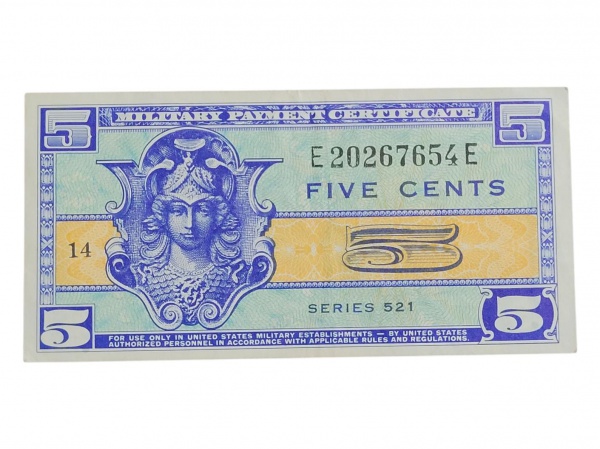 5 MILITARY PAYMENT CERTIFICATE 5
E20267654E
FIVE CENTS
14 5
SERIES 521
5 5
FOR USE ONLY IN UNITED STATES MILITARY ESTABLISHMENTS — BY UNITED STATES
AUTHORIZED PERSONNEL IN ACCORDANCE WITH APPLICABLE RULES AND REGULATIONS.